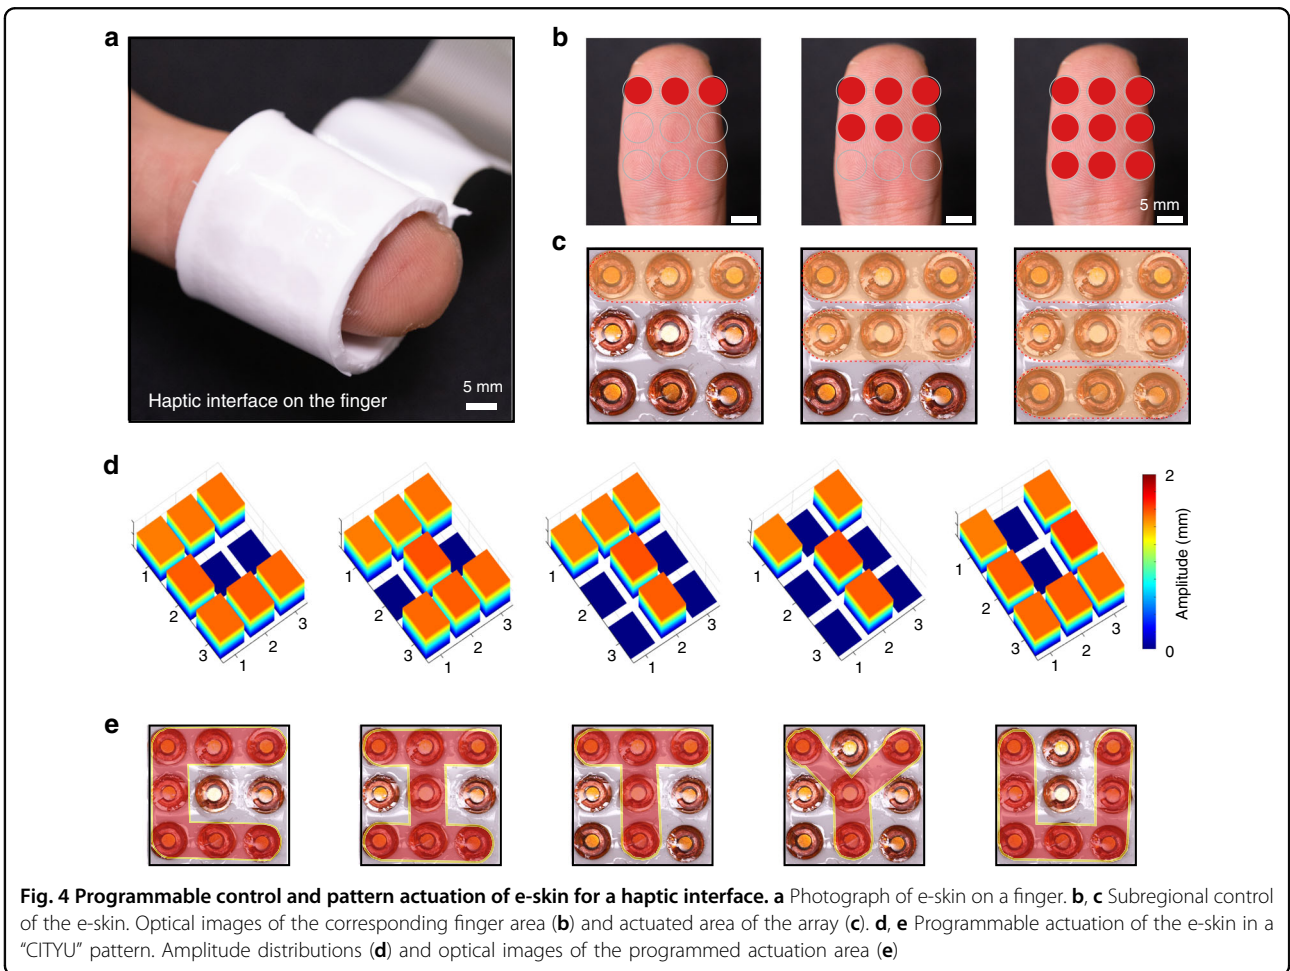 a
b
5 mm
Haptic interface on the finger
5 mm
c
d
1
2
3
1
2
3
1
2
3
1
2
3
1
2
3
1
2
3
1
2
3
1
2
3
1
2
3
1
2
3
2
Amplitude (mm)
0
e
Fig. 4 Programmable control and pattern actuation of e-skin for a haptic interface. a Photograph of e-skin on a finger. b, c Subregional control
of the e-skin. Optical images of the corresponding finger area (b) and actuated area of the array (c). d, e Programmable actuation of the e-skin in a
“CITYU” pattern. Amplitude distributions (d) and optical images of the programmed actuation area (e)